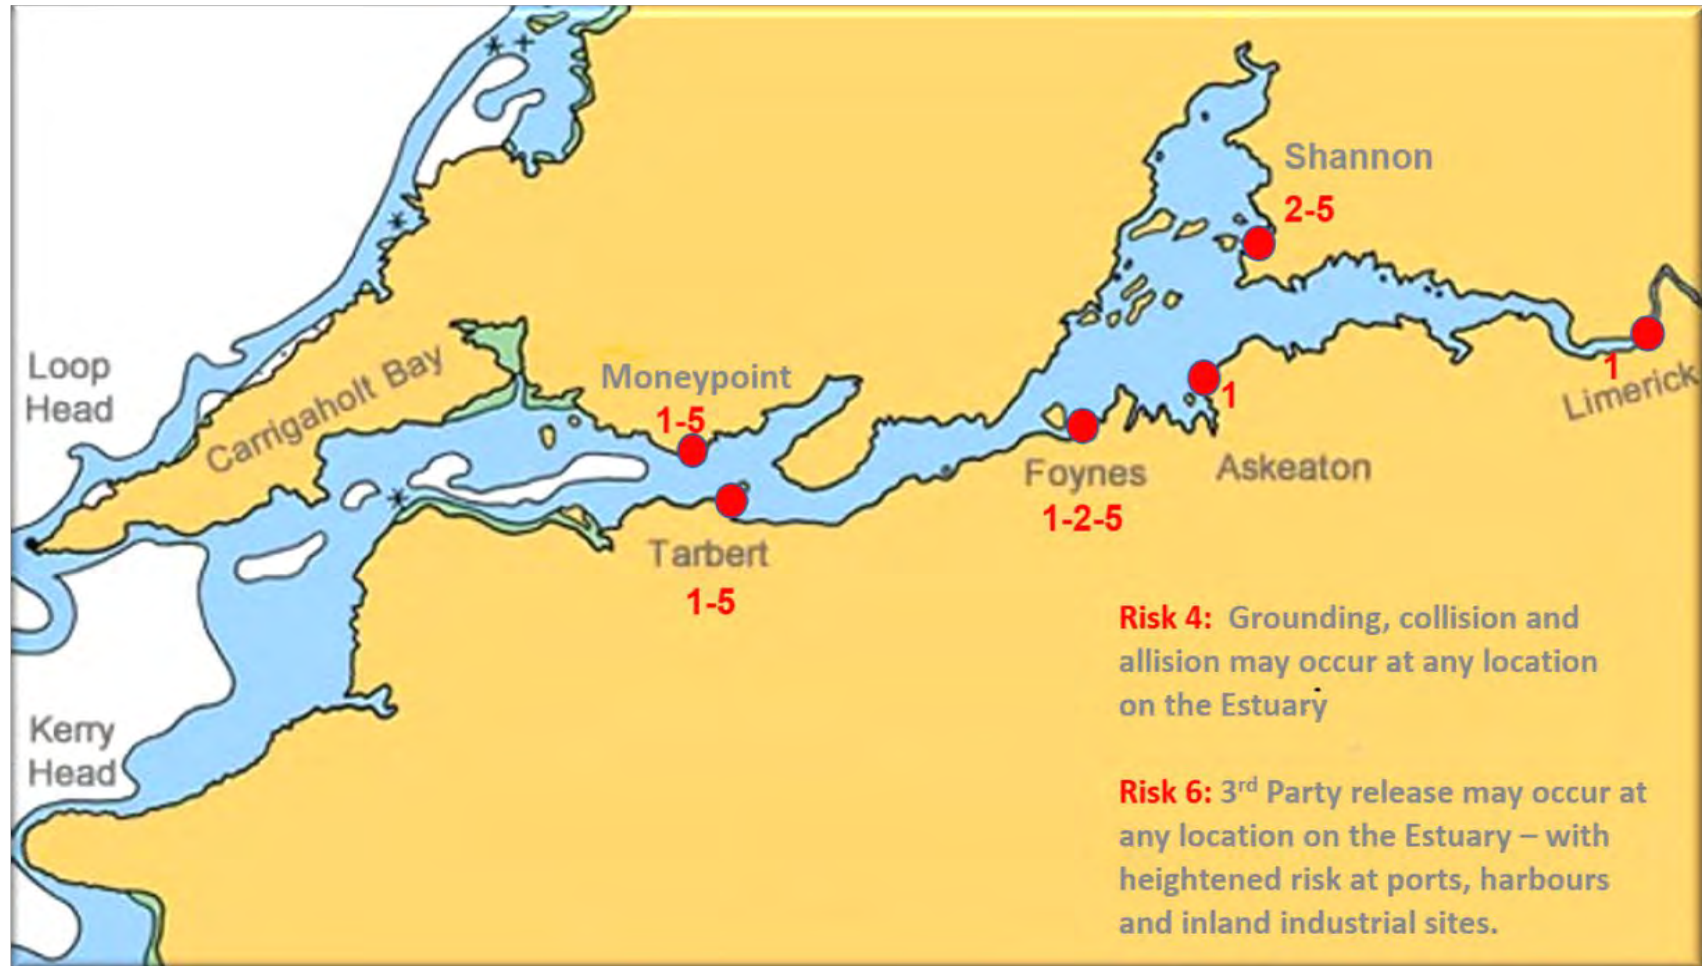 Shannon
2-5
Loop
Head
Carrigaholt Bay
Moneypoint
1-5
1
Limerick
1
Foynes
1-2-5
Askeaton
Tarbert
1-5
Risk 4: Grounding, collision and
allision may occur at any location
on the Estuary
Kerry
Head
Risk 6: 3rd Party release may occur at
any location on the Estuary – with
heightened risk at ports, harbours
and inland industrial sites.